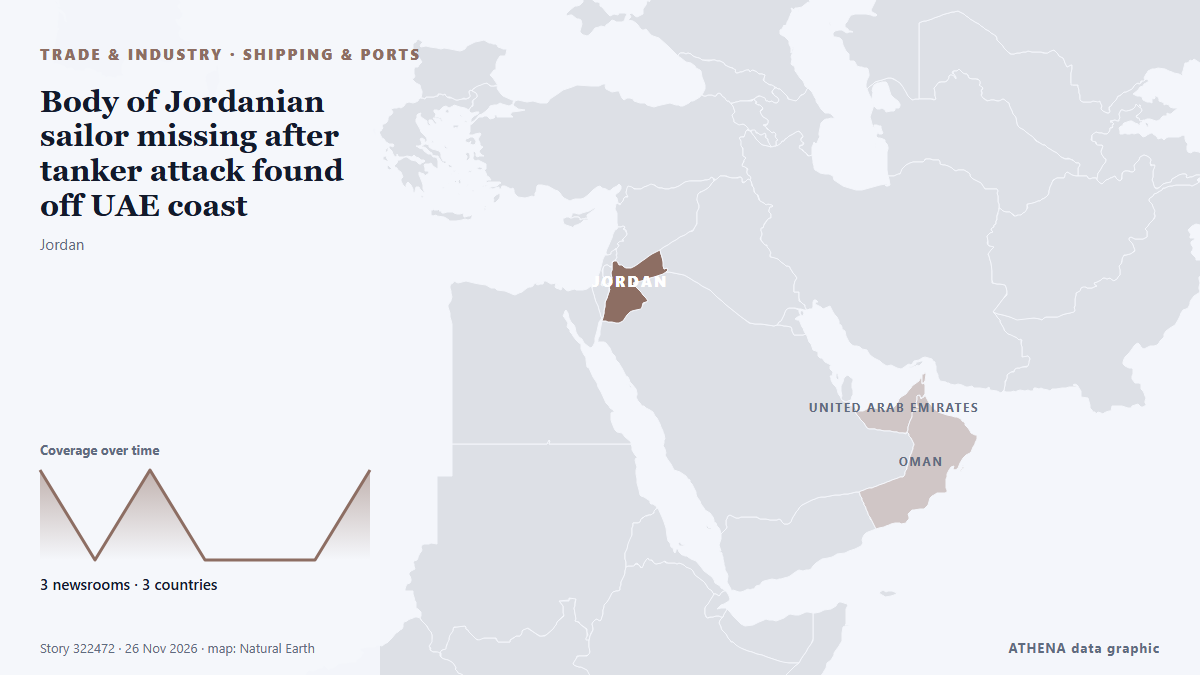 TRADE & INDUSTRY · SHIPPING & PORTS
Body of Jordanian
sailor missing after
tanker attack found
off UAE coast
Jordan
JORDAN
UNITED ARAB EMIRATES
OMAN
Coverage over time
3 newsrooms · 3 countries
Story 322472 · 26 Nov 2026 · map: Natural Earth
ATHENA data graphic